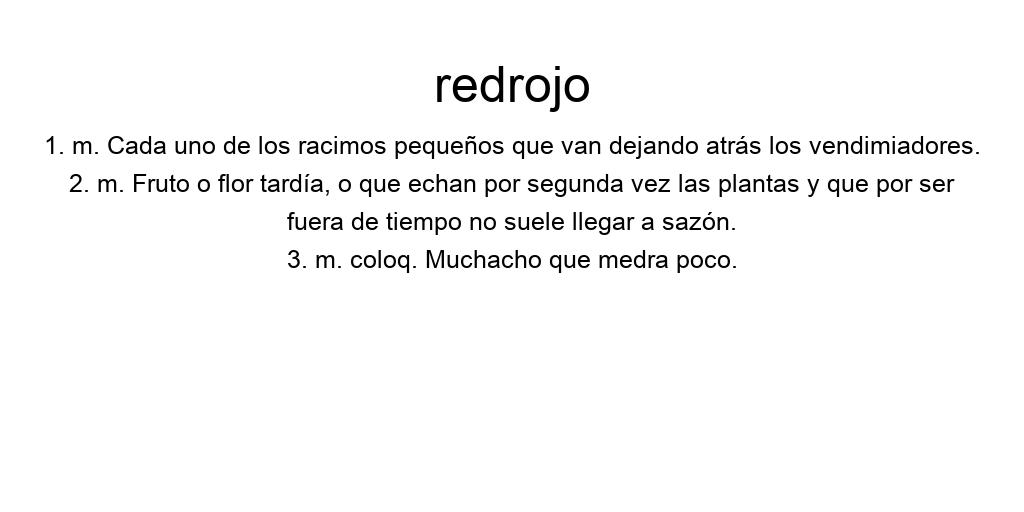 redrojo
1. m. Cada uno de los racimos pequeños que van dejando atrás los vendimiadores.
2. m. Fruto o flor tardía, o que echan por segunda vez las plantas y que por ser
fuera de tiempo no suele llegar a sazón.
3. m. coloq. Muchacho que medra poco.